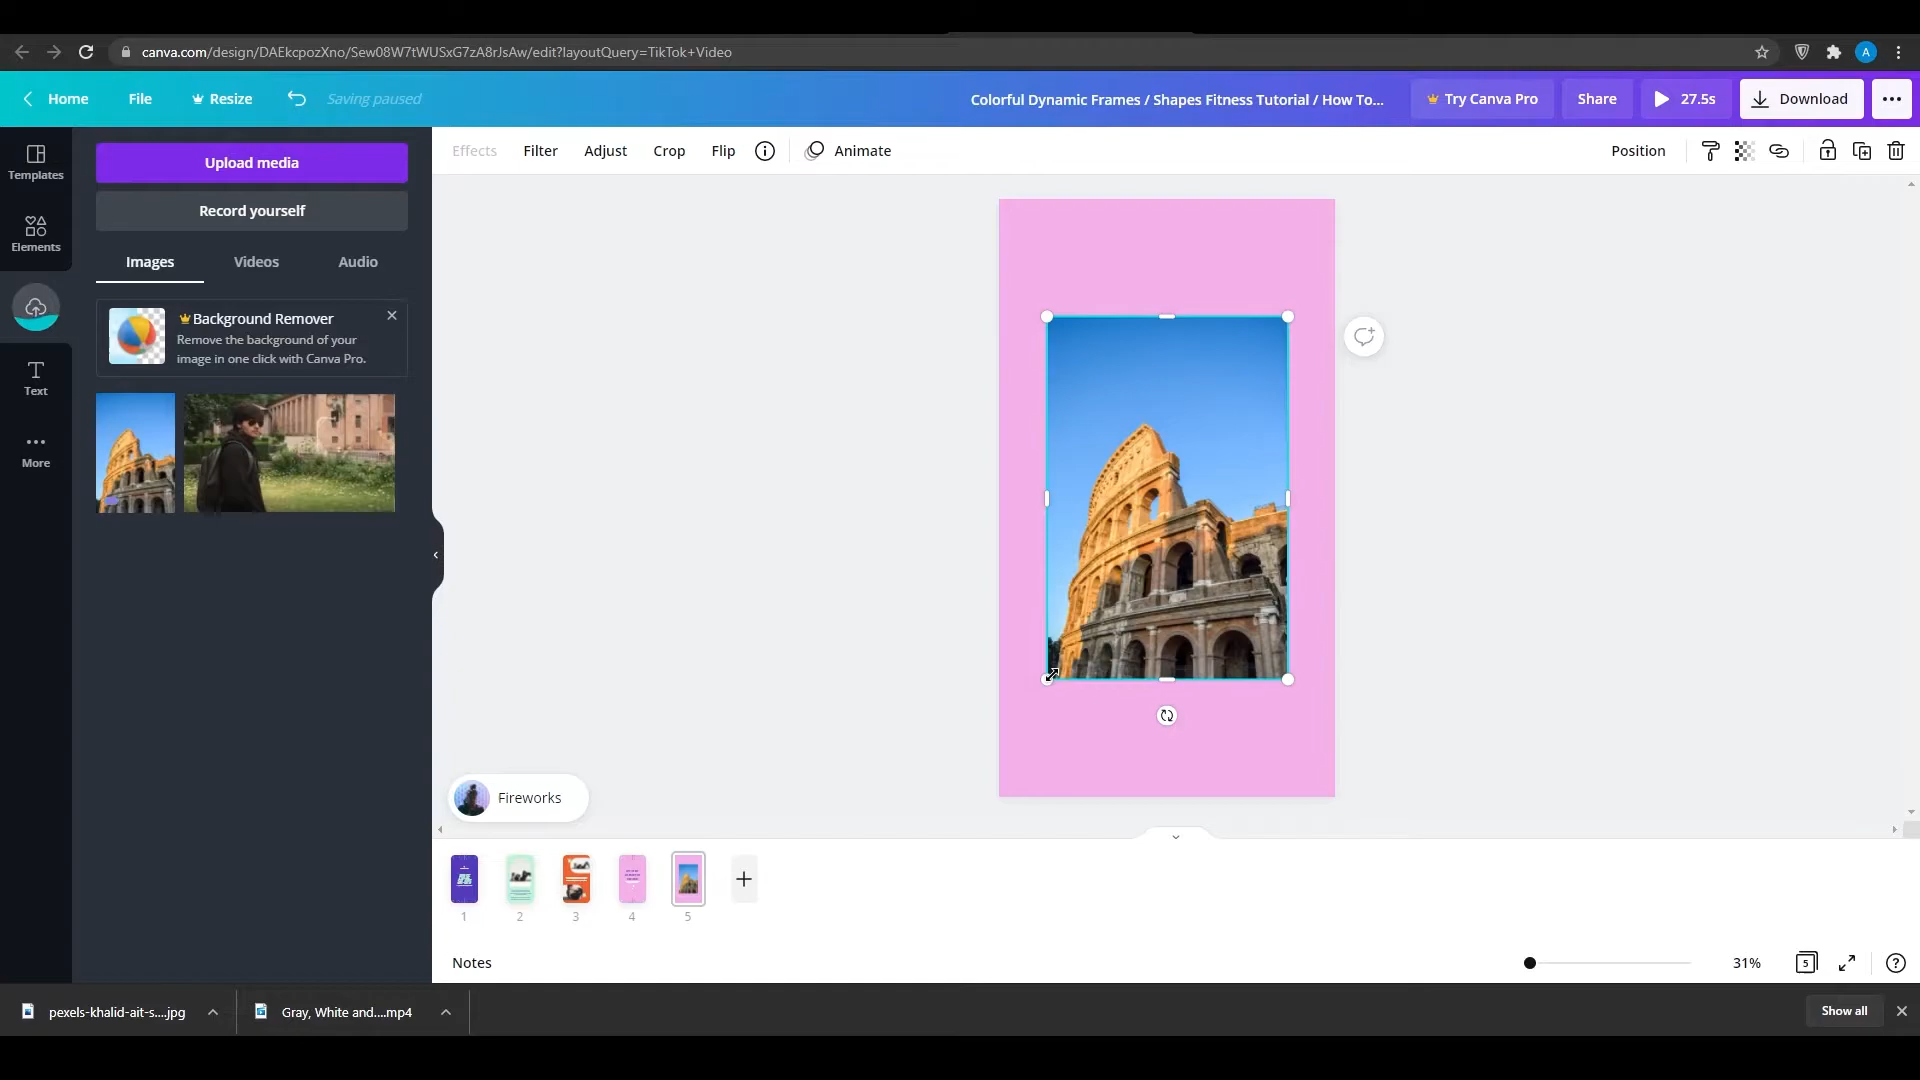 canva.com/design/DAEkcpozXno/Sew08W7tWUSxG7zA8rJsAw/edit?layoutQuery=TikTok+Video
A
Home
File
Resize
Saving paused
Colorful Dynamic Frames / Shapes Fitness Tutorial / How To...
Try Canva Pro
Share
27.5s
Download
Templates
Elements
Text
More
Upload media
Record yourself
Images
Videos
Audio
Background Remover
Remove the background of your
image in one click with Canva Pro.
Effects
Filter
Adjust
Crop
Flip
Animate
Position
Fireworks
1
2
3
4
5
Notes
31%
5
pexels-khalid-ait-s....jpg
Gray, White and....mp4
Show all